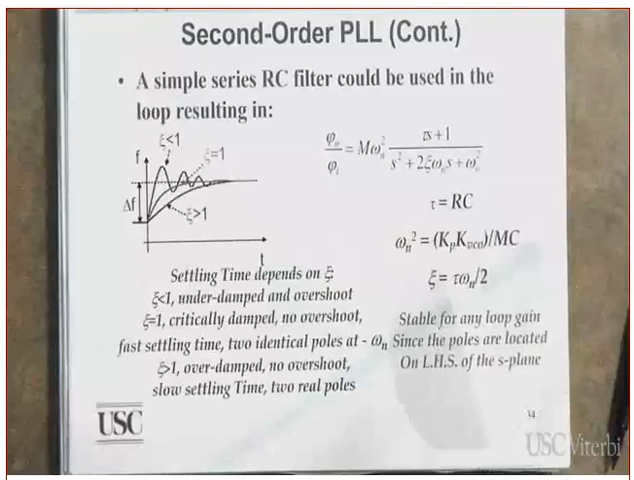 Second-Order PLL (Cont.)
• A simple series RC filter could be used in the
loop resulting in:
ξ<1
f
ξ=1
Δf
ξ>1
t
φo/φi = Mωn² (τs+1)/(s²+2ξωns+ωn²)
τ = RC
ωn² = (KpKvco)/MC
ξ = τωn/2
Settling Time depends on ξ:
ξ<1, under-damped and overshoot
ξ=1, critically damped, no overshoot,
fast settling time, two identical poles at - ωn
ξ>1, over-damped, no overshoot,
slow settling Time, two real poles
Stable for any loop gain
Since the poles are located
On L.H.S. of the s-plane
USC
14
USC Viterbi